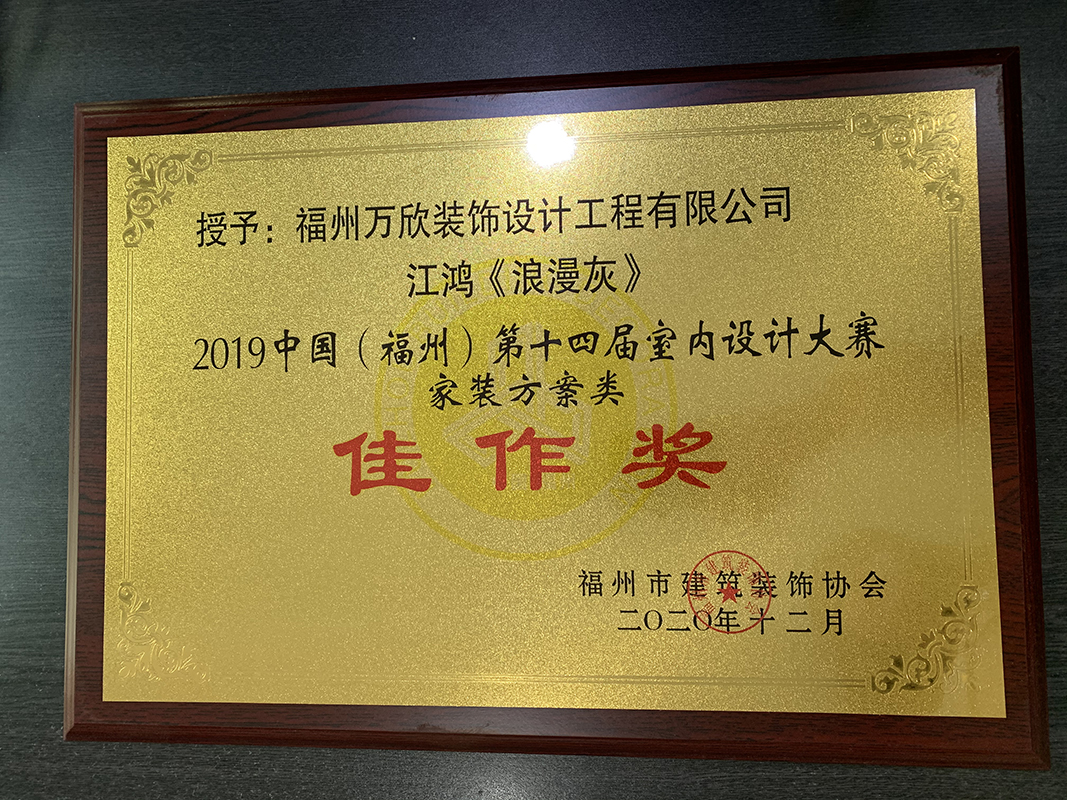 授予：福州万欣装饰设计工程有限公司
江鸿《浪漫灰》
2019中国（福州）第十四届室内设计大赛
家装方案类
佳作奖
福州市建筑装饰协会
二〇二〇年十二月